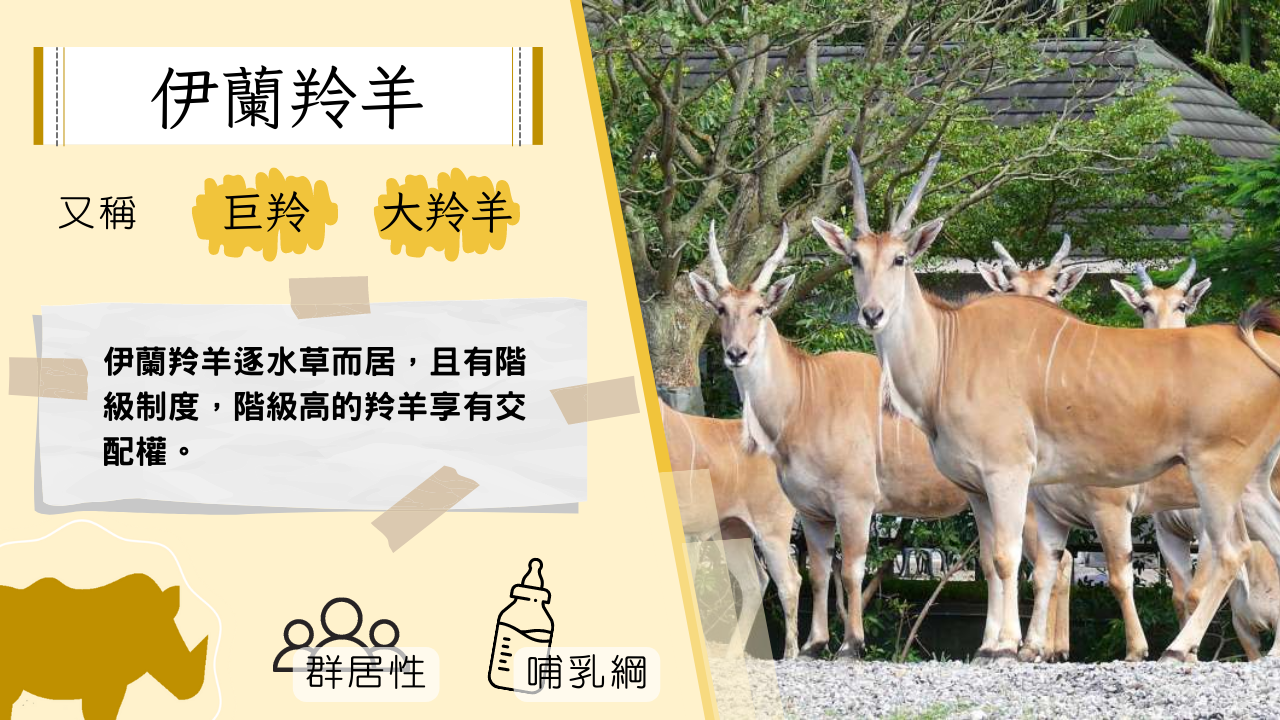 伊蘭羚羊
又稱 巨羚 大羚羊
伊蘭羚羊逐水草而居，且有階
級制度，階級高的羚羊享有交
配權。
群居性 哺乳綱